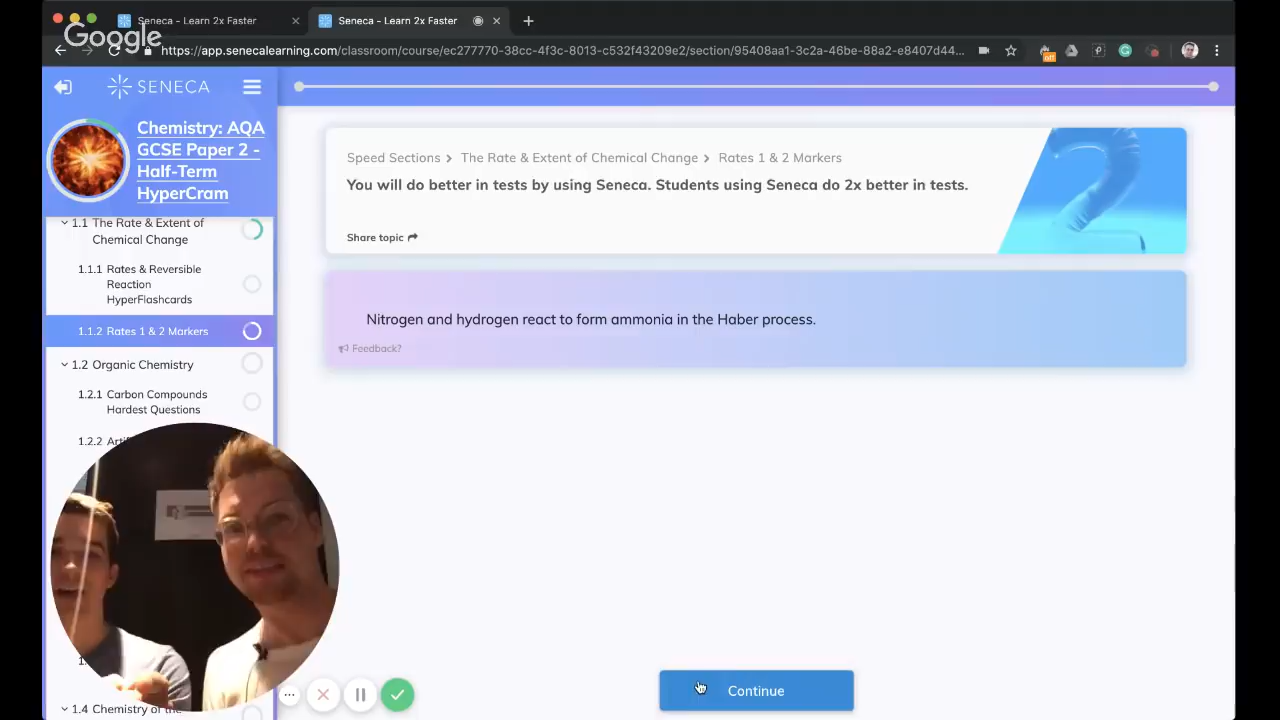 Seneca - Learn 2x Faster
Seneca - Learn 2x Faster
Google
https://app.senecalearning.com/classroom/course/ec277770-38cc-4f3c-8013-c532f43209e2/section/95408aa1-3c2a-46be-88a2-e8407d44...
off
SENECA
Chemistry: AQA
GCSE Paper 2 -
Half-Term
HyperCram
1.1 The Rate & Extent of
Chemical Change
1.1.1 Rates & Reversible
Reaction
HyperFlashcards
1.1.2 Rates 1 & 2 Markers
1.2 Organic Chemistry
1.2.1 Carbon Compounds
Hardest Questions
1.2.2
1.4 Chemistry of the
Speed Sections > The Rate & Extent of Chemical Change > Rates 1 & 2 Markers
You will do better in tests by using Seneca. Students using Seneca do 2x better in tests.
Share topic
2
Nitrogen and hydrogen react to form ammonia in the Haber process.
Feedback?
Continue